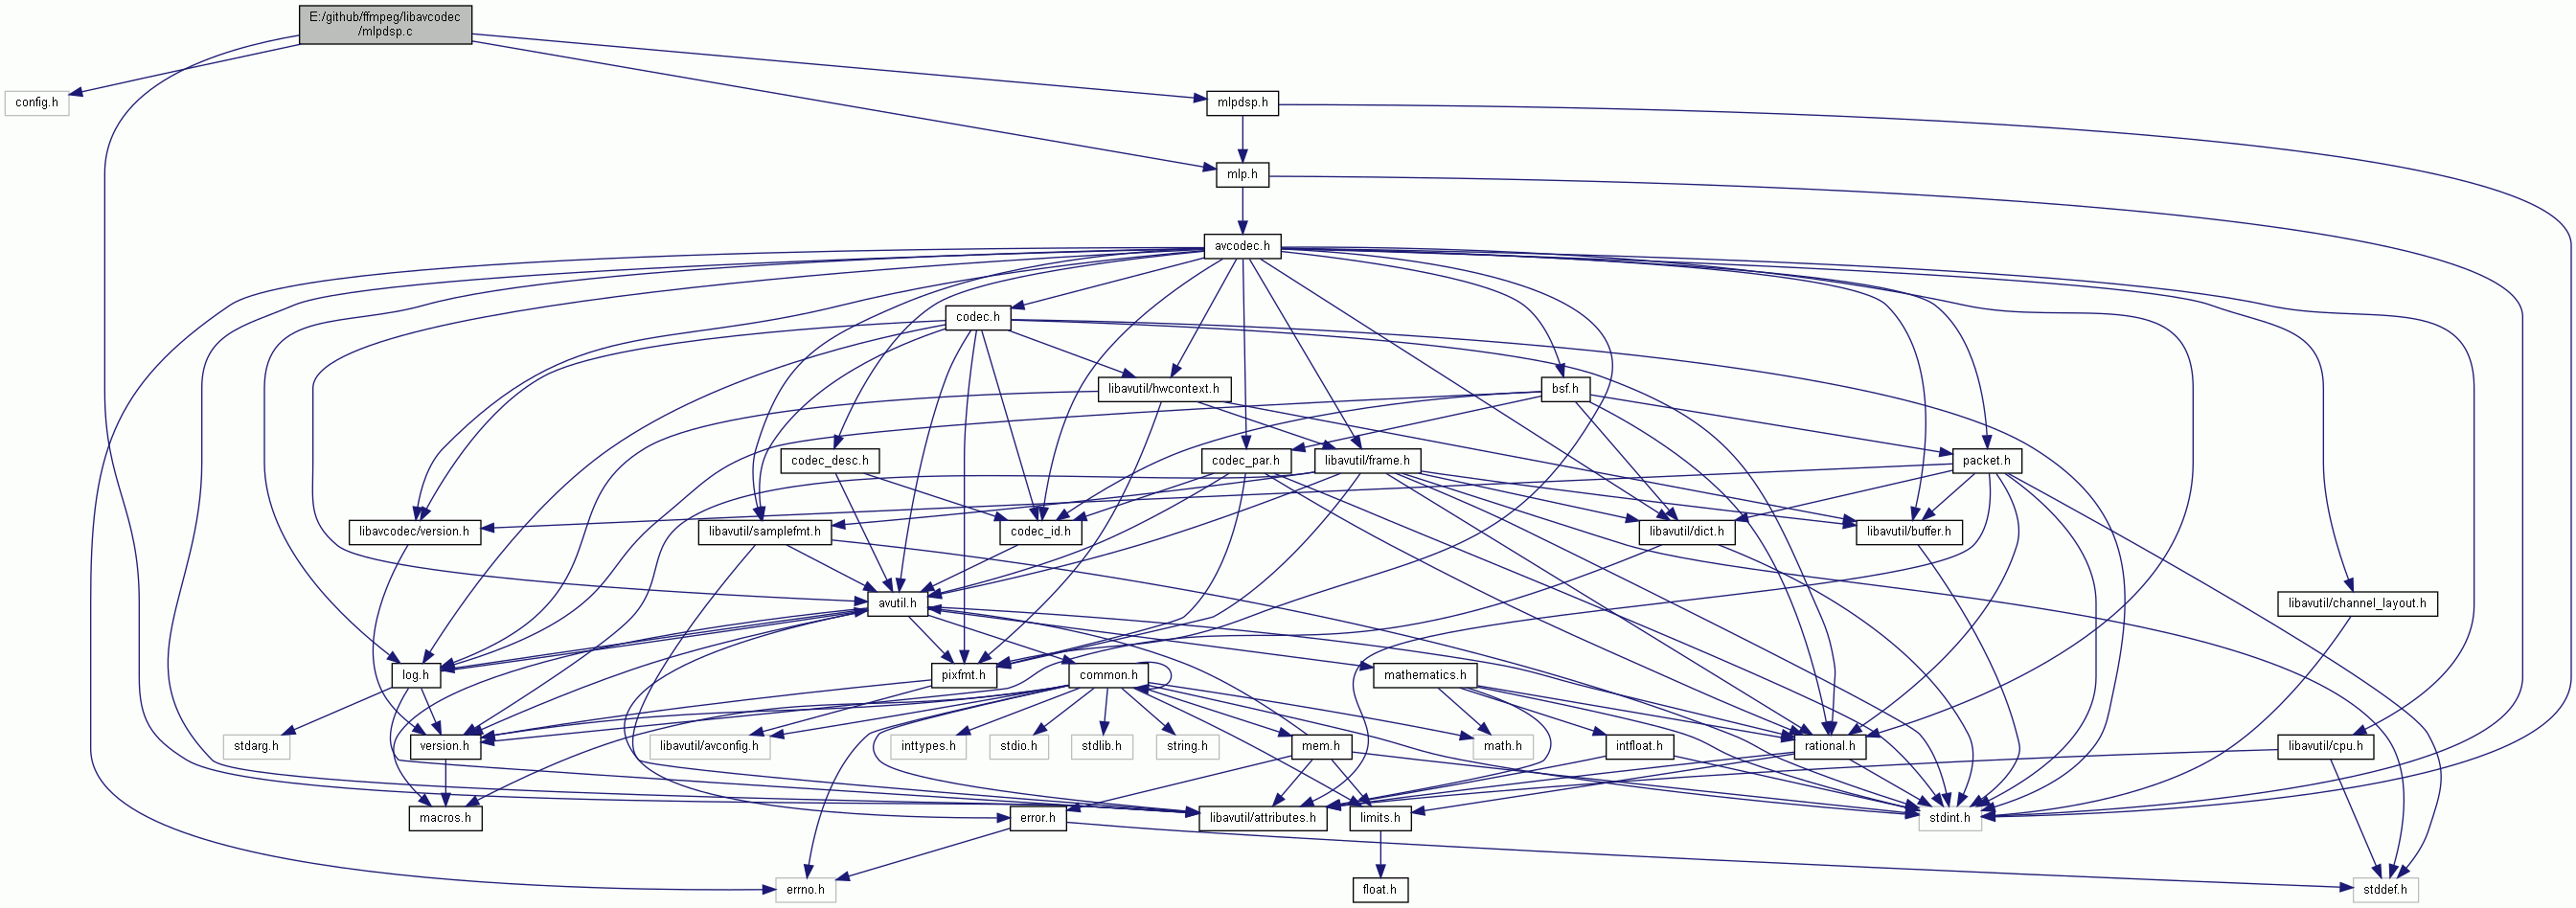 E:/github/ffmpeg/libavcodec
/mlpdsp.c
config.h
mlpdsp.h
mlp.h
avcodec.h
codec.h
libavutil/hwcontext.h
bsf.h
codec_desc.h
codec_par.h
libavutil/frame.h
packet.h
libavcodec/version.h
libavutil/samplefmt.h
codec_id.h
libavutil/dict.h
libavutil/buffer.h
avutil.h
libavutil/channel_layout.h
log.h
pixfmt.h
common.h
mathematics.h
stdarg.h
version.h
libavutil/avconfig.h
inttypes.h
stdio.h
stdlib.h
string.h
mem.h
math.h
intfloat.h
rational.h
libavutil/cpu.h
macros.h
error.h
libavutil/attributes.h
limits.h
stdint.h
errno.h
float.h
stddef.h